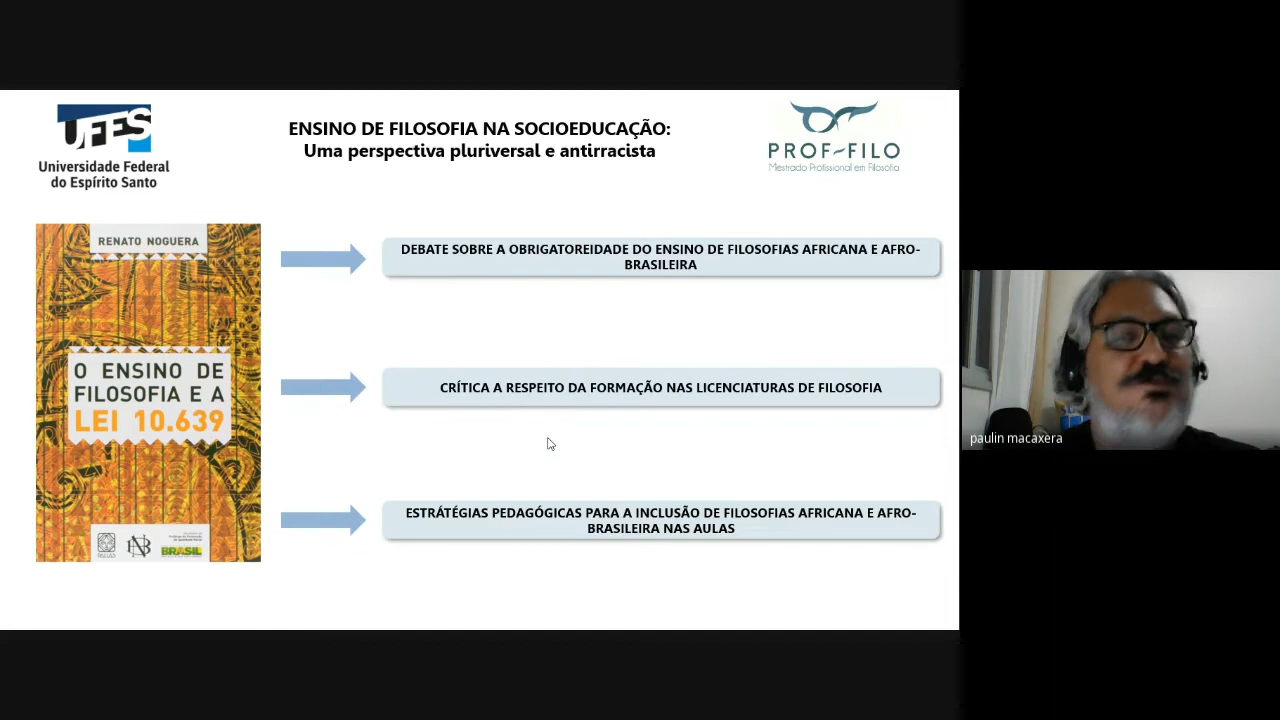 UFES
Universidade Federal
do Espírito Santo
ENSINO DE FILOSOFIA NA SOCIOEDUCAÇÃO:
Uma perspectiva pluriversal e antirracista
PROF-FILO
Mestrado Profissional em Filosofia
RENATO NOGUERA
O ENSINO DE
FILOSOFIA E A
LEI 10.639
BRASIL
DEBATE SOBRE A OBRIGATOREIDADE DO ENSINO DE FILOSOFIAS AFRICANA E AFRO-
BRASILEIRA
CRÍTICA A RESPEITO DA FORMAÇÃO NAS LICENCIATURAS DE FILOSOFIA
ESTRÁTÉGIAS PEDAGÓGICAS PARA A INCLUSÃO DE FILOSOFIAS AFRICANA E AFRO-
BRASILEIRA NAS AULAS
paulin macaxera